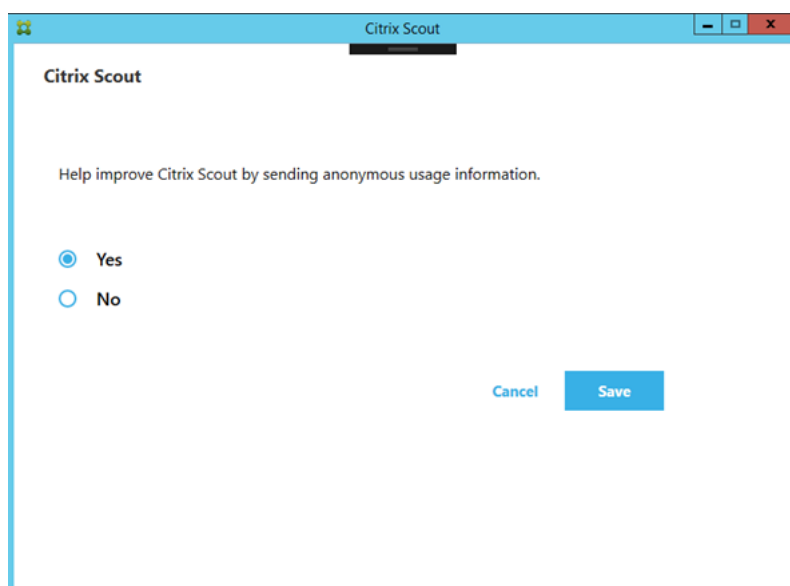 Citrix Scout
Citrix Scout
Help improve Citrix Scout by sending anonymous usage information.
Yes
No
Cancel Save